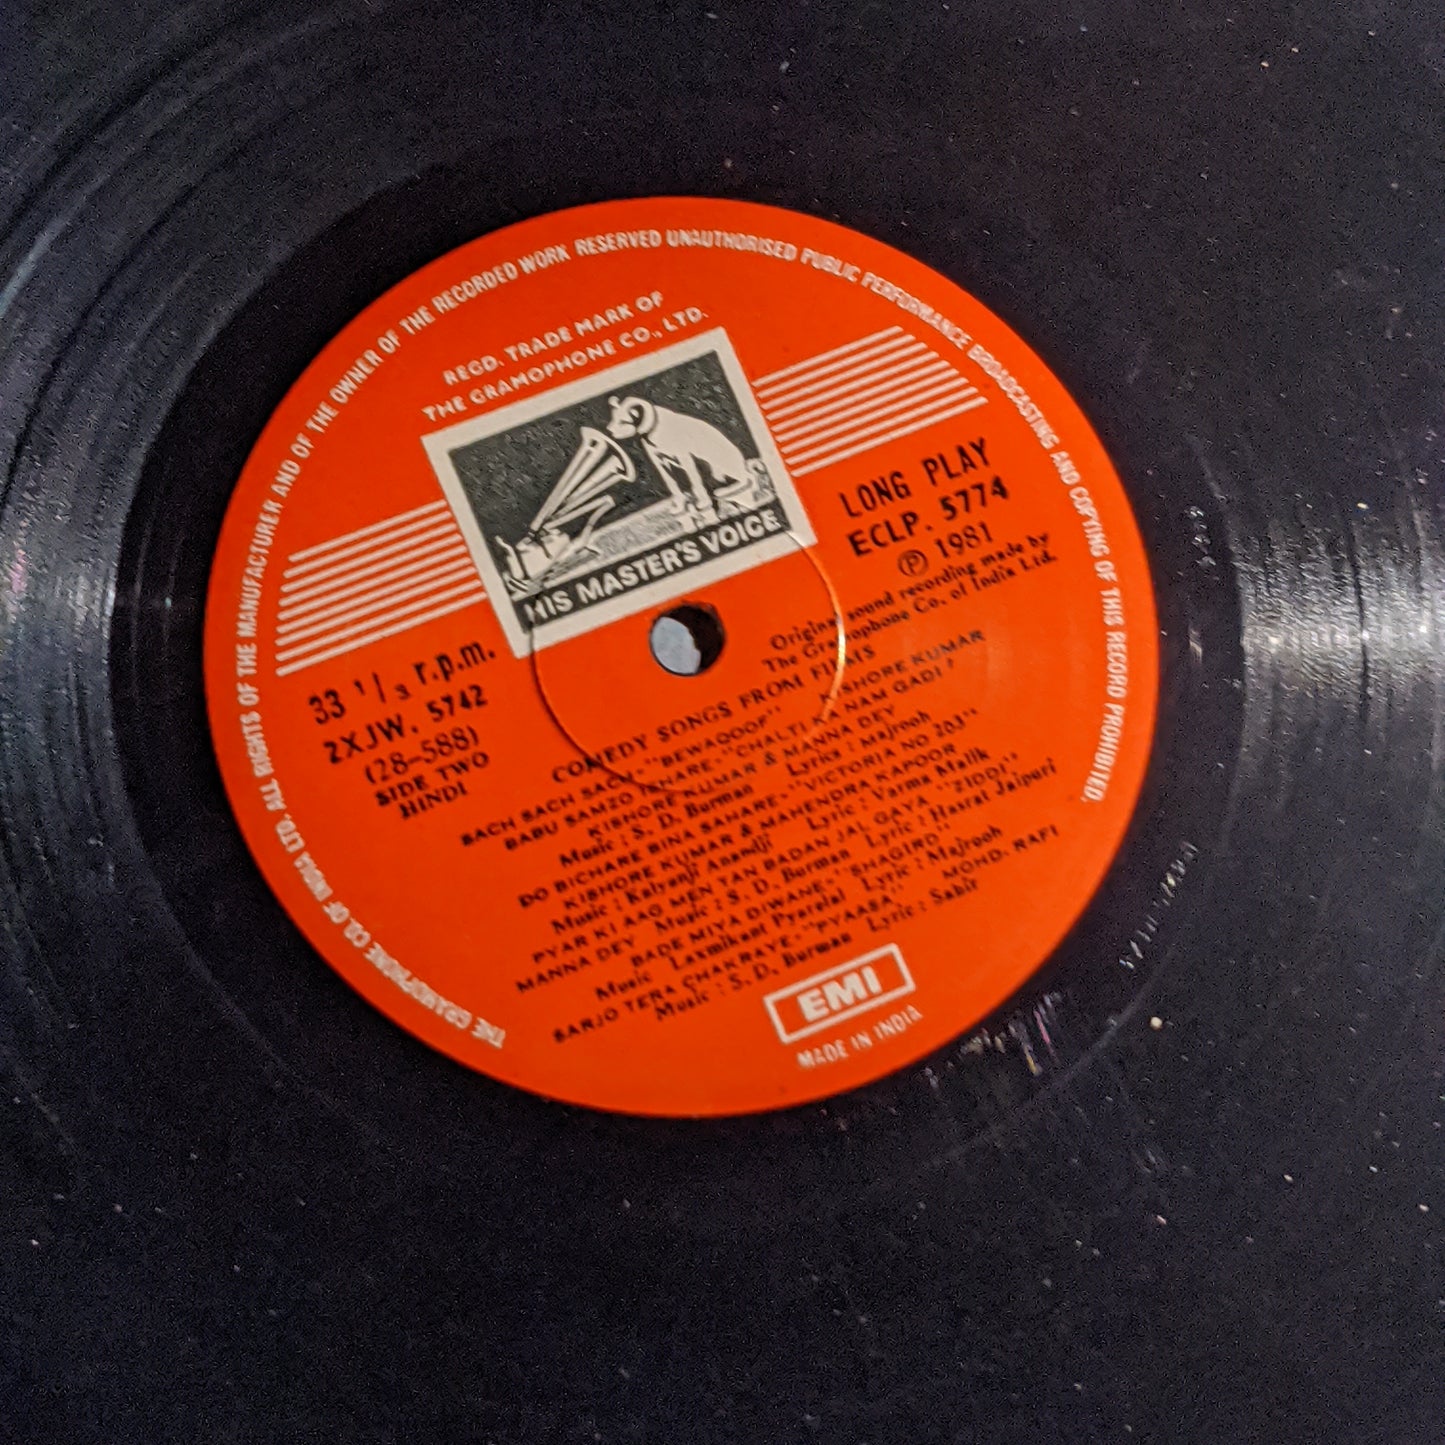 THE GRAMOPHONE CO. OF INDIA LTD. ALL RIGHTS OF THE MANUFACTURER AND OF THE OWNER OF THE RECORDED WORK RESERVED UNAUTHORISED PUBLIC PERFORMANCE BROADCASTING AND COPYING OF THIS RECORD PROHIBITED.
REGD. TRADE MARK OF
THE GRAMOPHONE CO., LTD.
HIS MASTER'S VOICE
LONG PLAY
ECLP. 5774
Ⓟ 1981
Original sound recording made by
The Gramophone Co. of India Ltd.
33 1/3 r.p.m.
2XJW. 5742
(28-588)
SIDE TWO
HINDI
COMEDY SONGS FROM FILMS
SACH SACH SACH-"BEWAQOOF" KISHORE KUMAR
BABU SAMZO ISHARE-"CHALTI KA NAM GADI"
KISHORE KUMAR & MANNA DEY
Music : S. D. Burman Lyrics : Majrooh
DO BICHARE BINA SAHARE-"VICTORIA NO 203"
KISHORE KUMAR & MAHENDRA KAPOOR
Music : Kalyanji Anandji Lyric : Varma Malik
PYAR KI AAG MEN TAN BADAN JAL GAYA "ZIDDI"
MANNA DEY Music : S. D. Burman Lyric : Hasrat Jaipuri
BADE MIYA DIWANE-"SHAGIRD"
Music Laxmikant Pyarelal Lyric : Majrooh
SARJO TERA CHAKRAYE-"PYAASA" MOHD. RAFI
Music : S. D. Burman Lyric : Sahir
EMI
MADE IN INDIA